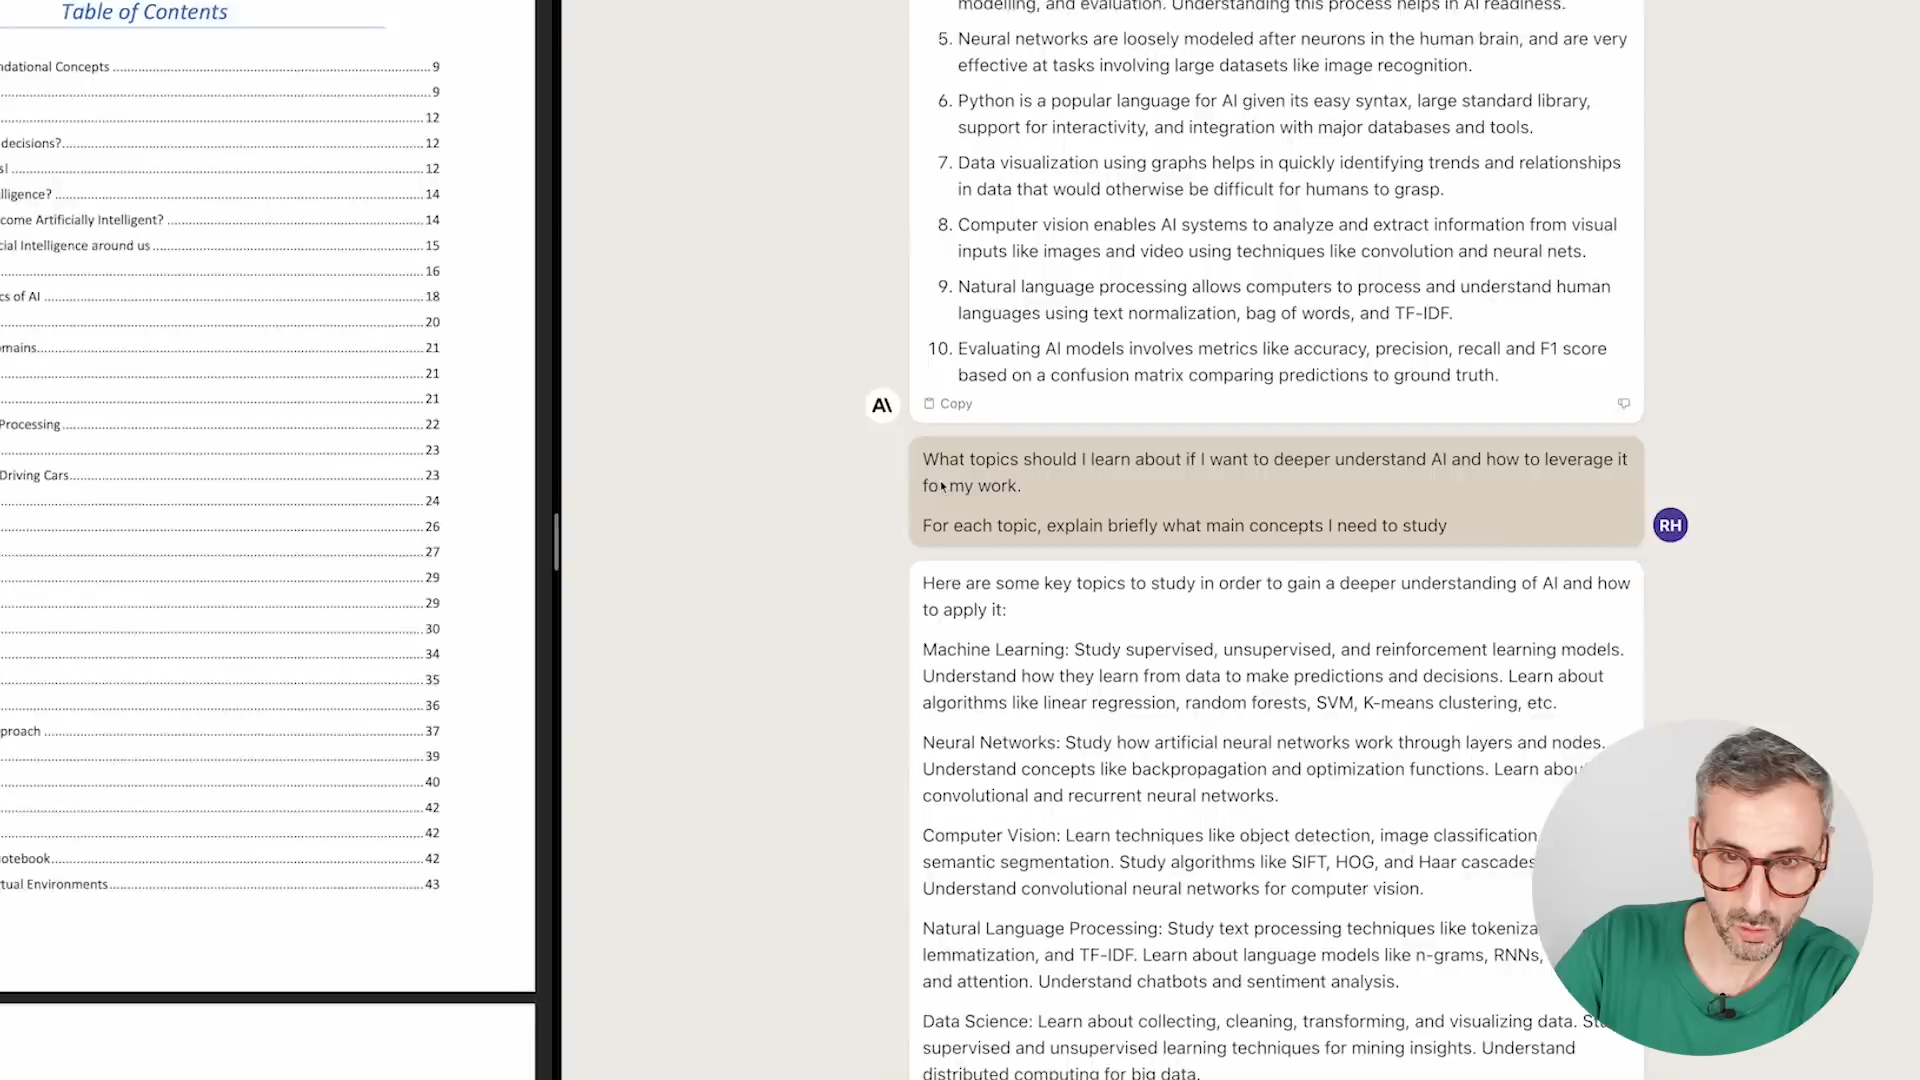 Table of Contents
ndational Concepts 9
9
12
decisions? 12
s! 12
lligence? 14
come Artificially Intelligent? 14
cial Intelligence around us 15
16
cs of AI 18
20
omains 21
21
21
Processing 22
23
Driving Cars 23
24
26
27
29
29
30
34
35
36
proach 37
39
40
42
42
otebook 42
rtual Environments 43
modelling, and evaluation. Understanding this process helps in AI readiness.
5. Neural networks are loosely modeled after neurons in the human brain, and are very
effective at tasks involving large datasets like image recognition.
6. Python is a popular language for AI given its easy syntax, large standard library,
support for interactivity, and integration with major databases and tools.
7. Data visualization using graphs helps in quickly identifying trends and relationships
in data that would otherwise be difficult for humans to grasp.
8. Computer vision enables AI systems to analyze and extract information from visual
inputs like images and video using techniques like convolution and neural nets.
9. Natural language processing allows computers to process and understand human
languages using text normalization, bag of words, and TF-IDF.
10. Evaluating AI models involves metrics like accuracy, precision, recall and F1 score
based on a confusion matrix comparing predictions to ground truth.
A\
Copy
What topics should I learn about if I want to deeper understand AI and how to leverage it
fo my work.
For each topic, explain briefly what main concepts I need to study
RH
Here are some key topics to study in order to gain a deeper understanding of AI and how
to apply it:
Machine Learning: Study supervised, unsupervised, and reinforcement learning models.
Understand how they learn from data to make predictions and decisions. Learn about
algorithms like linear regression, random forests, SVM, K-means clustering, etc.
Neural Networks: Study how artificial neural networks work through layers and nodes.
Understand concepts like backpropagation and optimization functions. Learn abou
convolutional and recurrent neural networks.
Computer Vision: Learn techniques like object detection, image classification
semantic segmentation. Study algorithms like SIFT, HOG, and Haar cascades
Understand convolutional neural networks for computer vision.
Natural Language Processing: Study text processing techniques like tokeniza
lemmatization, and TF-IDF. Learn about language models like n-grams, RNNs,
and attention. Understand chatbots and sentiment analysis.
Data Science: Learn about collecting, cleaning, transforming, and visualizing data. St
supervised and unsupervised learning techniques for mining insights. Understand
distributed computing for big data.